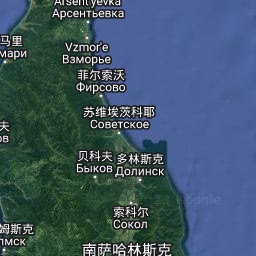 Arsentyevka
Арсентьевка
马里
мари
Vzmor'e
Взморье
菲尔索沃
Фирсово
苏维埃茨科耶
Советское
夫
в
贝科夫
Быков
多林斯克
Долинск
Google
索科尔
Сокол
姆斯克
лмск
南萨哈林斯克